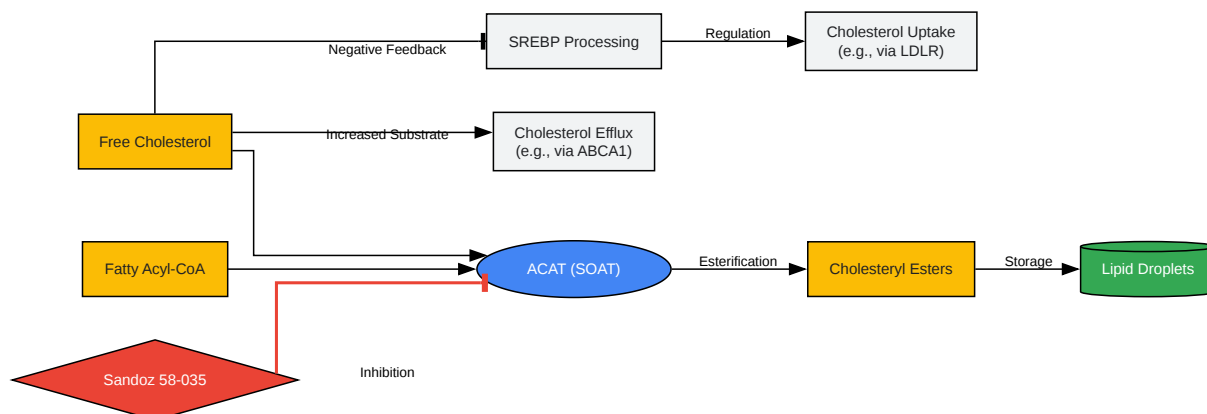 SREBP Processing
Regulation
Cholesterol Uptake
(e.g., via LDLR)
Negative Feedback
Free Cholesterol
Increased Substrate
Cholesterol Efflux
(e.g., via ABCA1)
Fatty Acyl-CoA
ACAT (SOAT)
Esterification
Cholesteryl Esters
Storage
Lipid Droplets
Sandoz 58-035
Inhibition